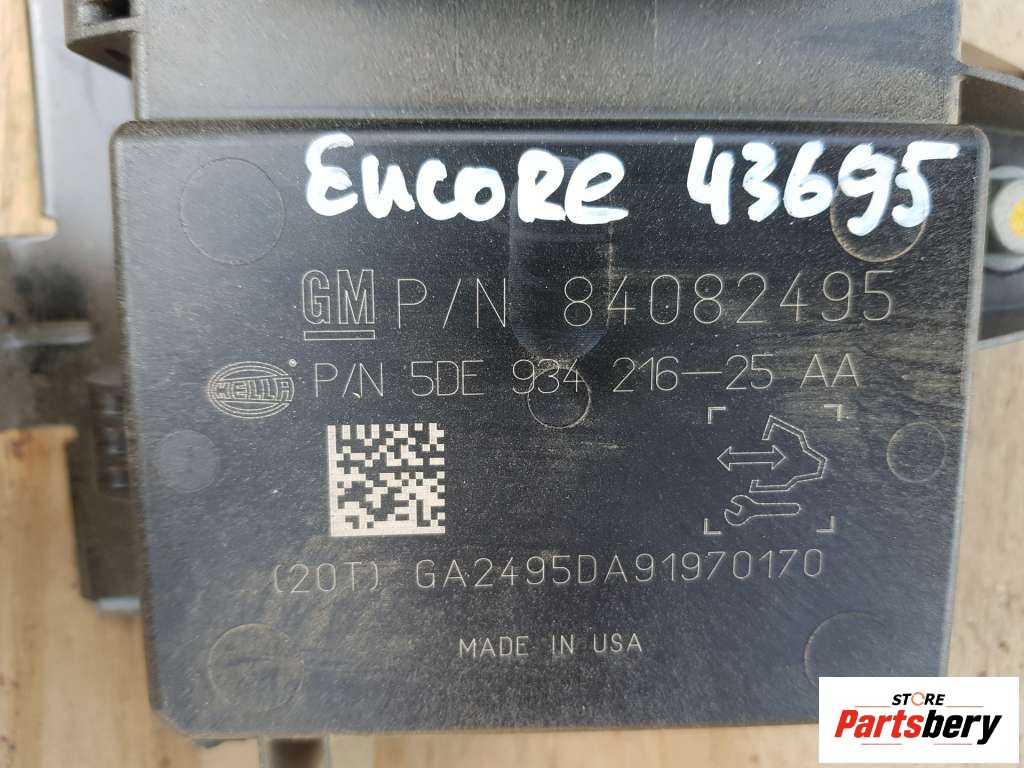 Encore 43695
GM P/N 84082495
HELLA P/N 5DE 934 216-25 AA
(20T) GA2495DA91970170
MADE IN USA
STORE
Partsbery